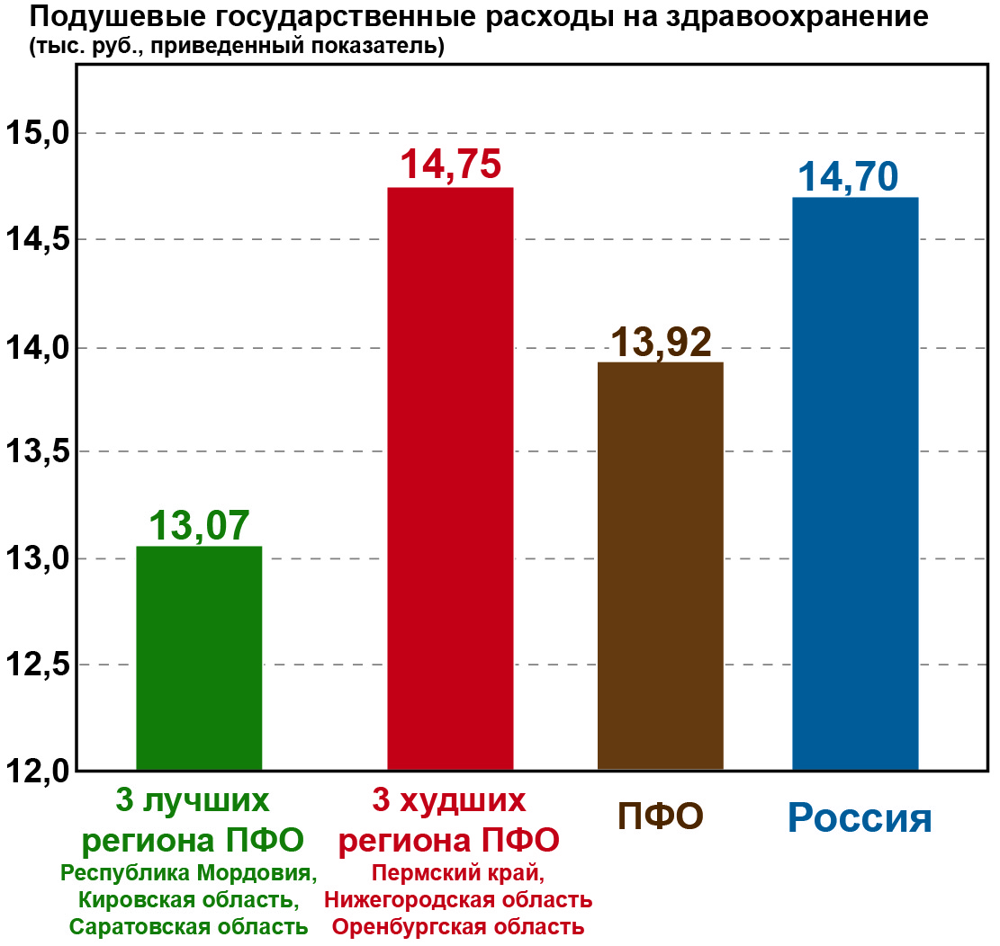 Подушевые государственные расходы на здравоохранение
(тыс. руб., приведенный показатель)
15,0
14,5
14,0
13,5
13,0
12,5
12,0
13,07
14,75
13,92
14,70
3 лучших
региона ПФО
Республика Мордовия,
Кировская область,
Саратовская область
3 худших
региона ПФО
Пермский край,
Нижегородская область
Оренбургская область
ПФО
Россия